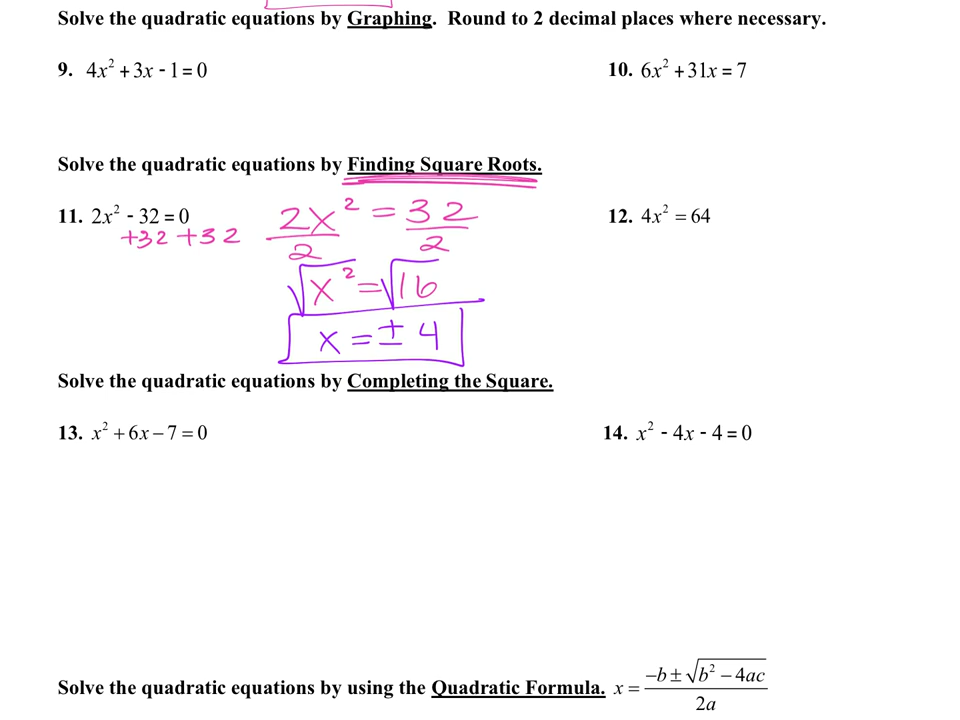 Solve the quadratic equations by Graphing. Round to 2 decimal places where necessary.
9. 4x² + 3x - 1 = 0
10. 6x² + 31x = 7
Solve the quadratic equations by Finding Square Roots.
11. 2x² - 32 = 0
+32 +32
2x² = 32
2 2
√x² = √16
x = ± 4
12. 4x² = 64
Solve the quadratic equations by Completing the Square.
13. x² + 6x − 7 = 0
14. x² - 4x - 4 = 0
Solve the quadratic equations by using the Quadratic Formula. x = (−b ± √(b² − 4ac)) / 2a